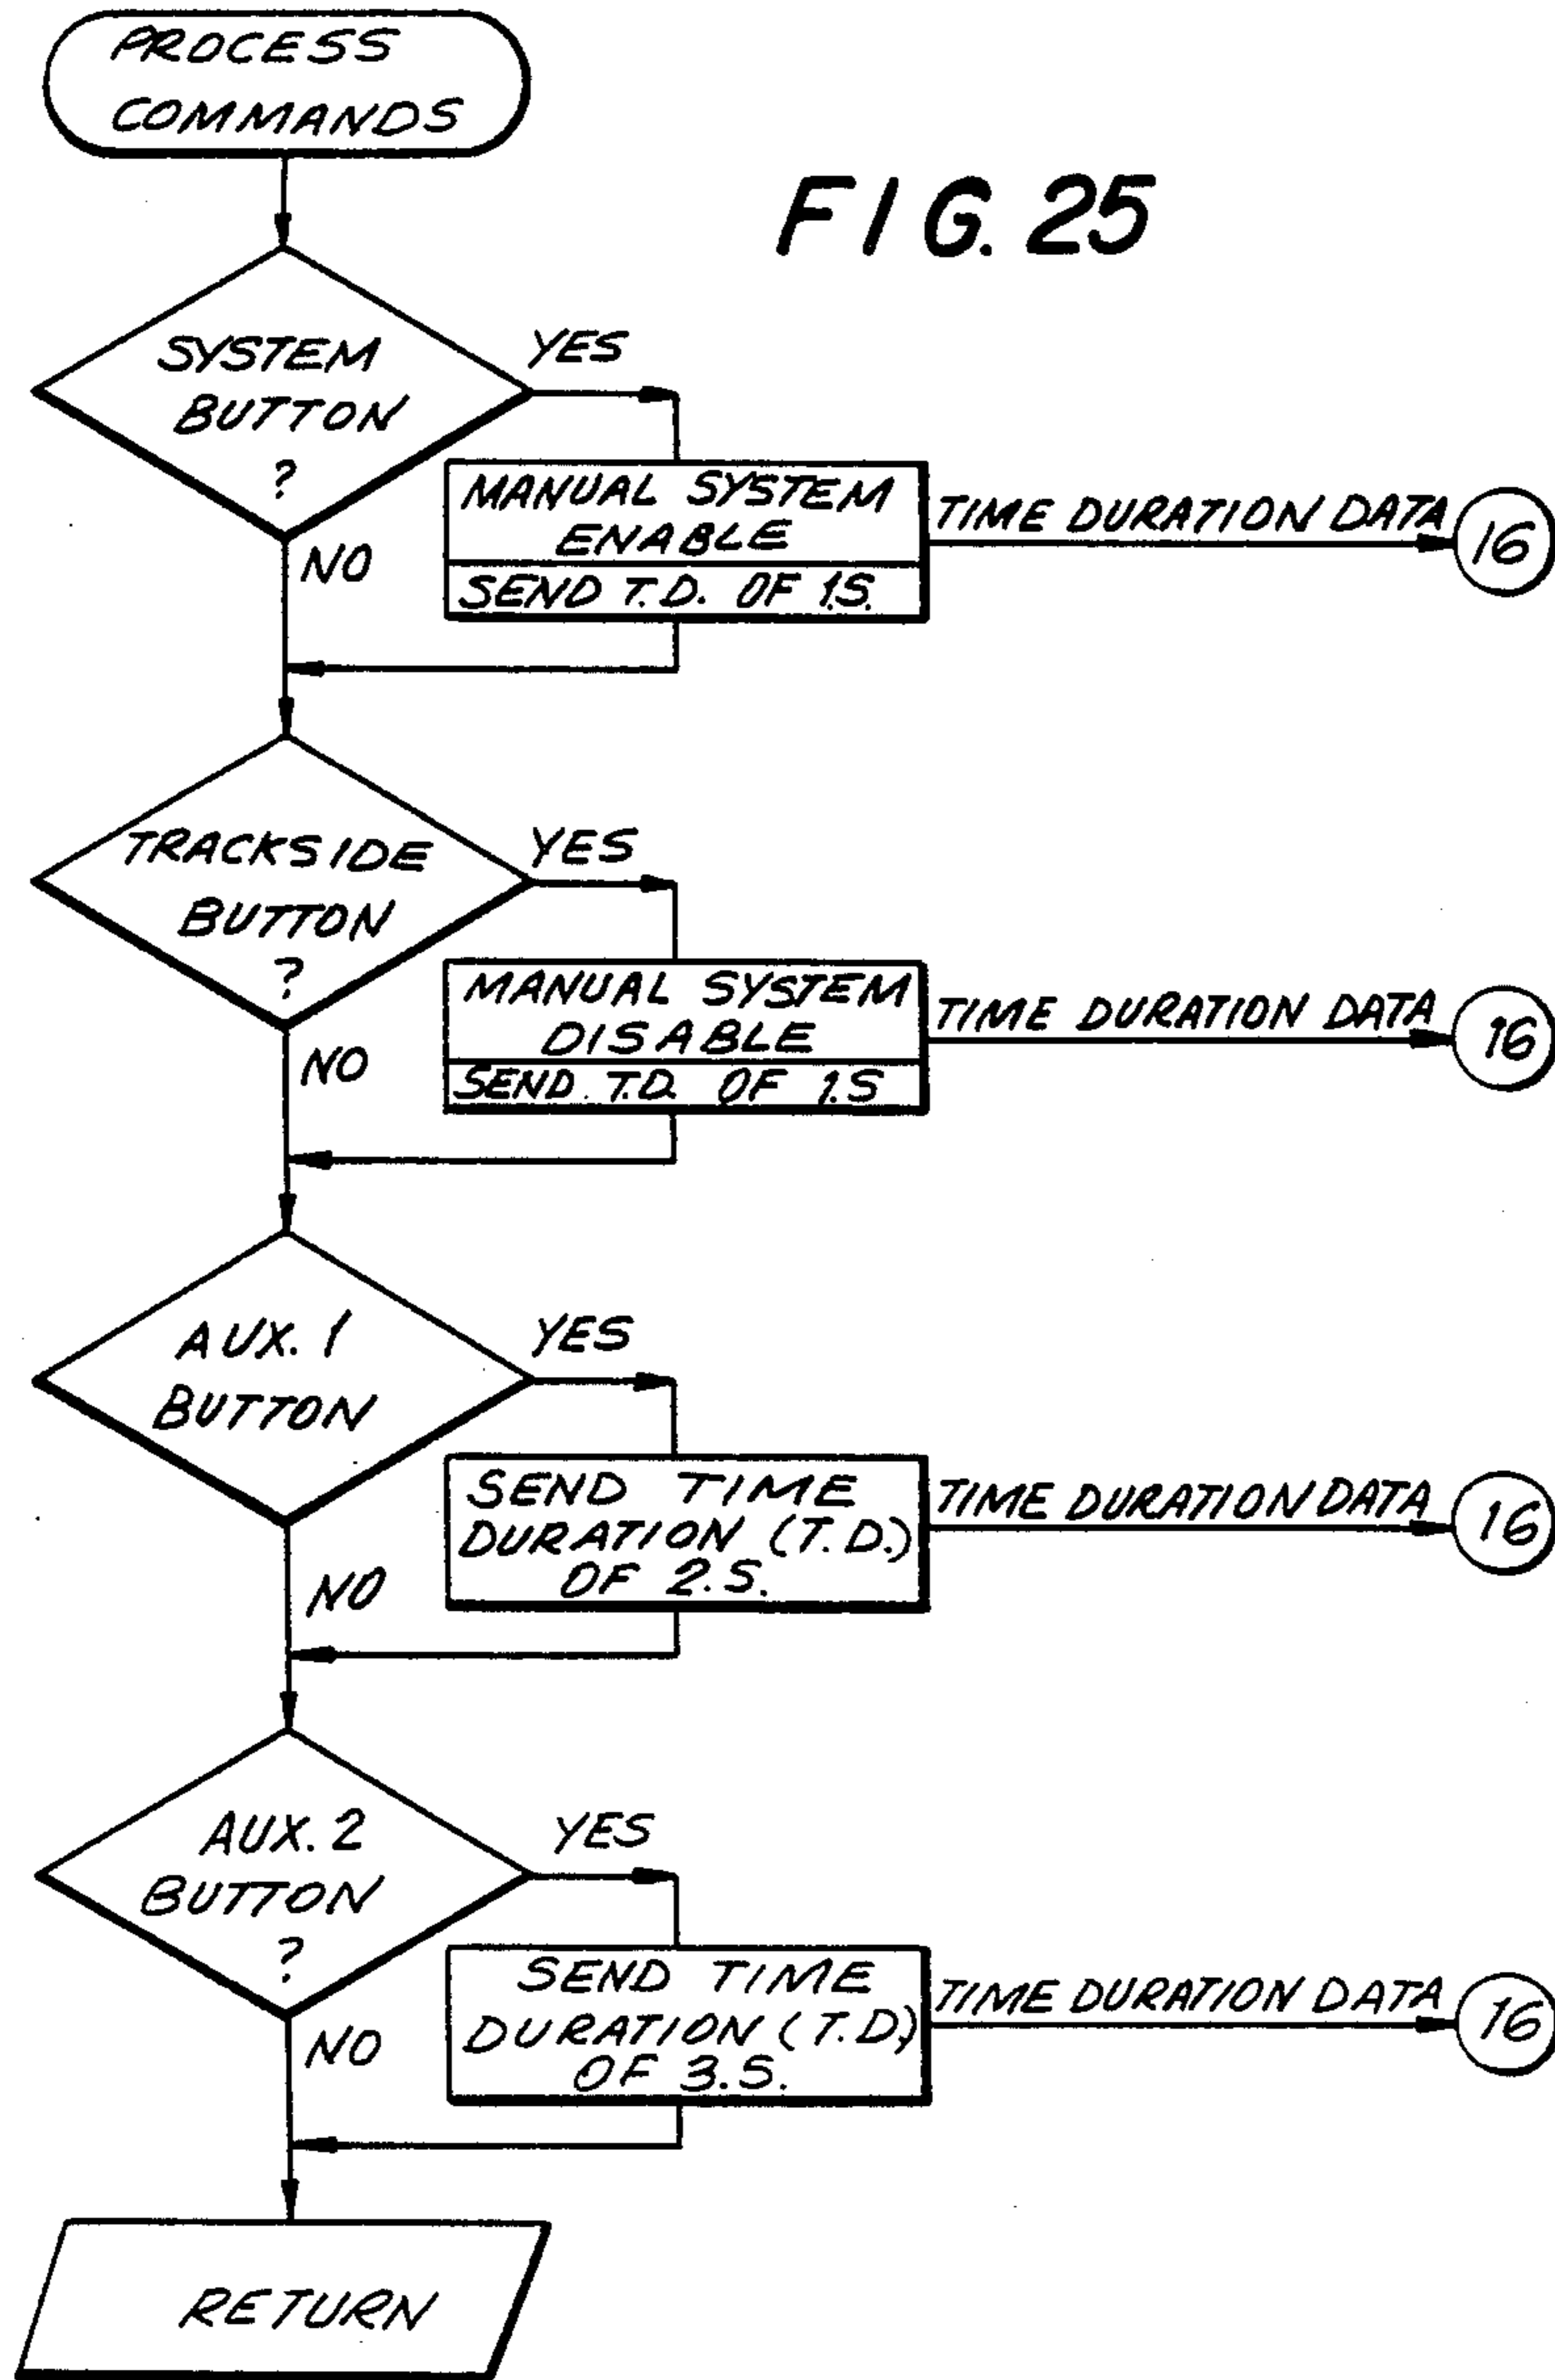 PROCESS
COMMANDS
FIG. 25
SYSTEM
BUTTON
?
YES
NO
MANUAL SYSTEM
ENABLE
SEND T.D. OF 1.S.
TIME DURATION DATA
16
TRACKSIDE
BUTTON
?
YES
NO
MANUAL SYSTEM
DISABLE
SEND. T.D. OF 1.S
TIME DURATION DATA
16
AUX. 1
BUTTON
YES
NO
SEND TIME
DURATION (T.D.)
OF 2.S.
TIME DURATION DATA
16
AUX. 2
BUTTON
?
YES
NO
SEND TIME
DURATION (T.D.)
OF 3.S.
TIME DURATION DATA
16
RETURN